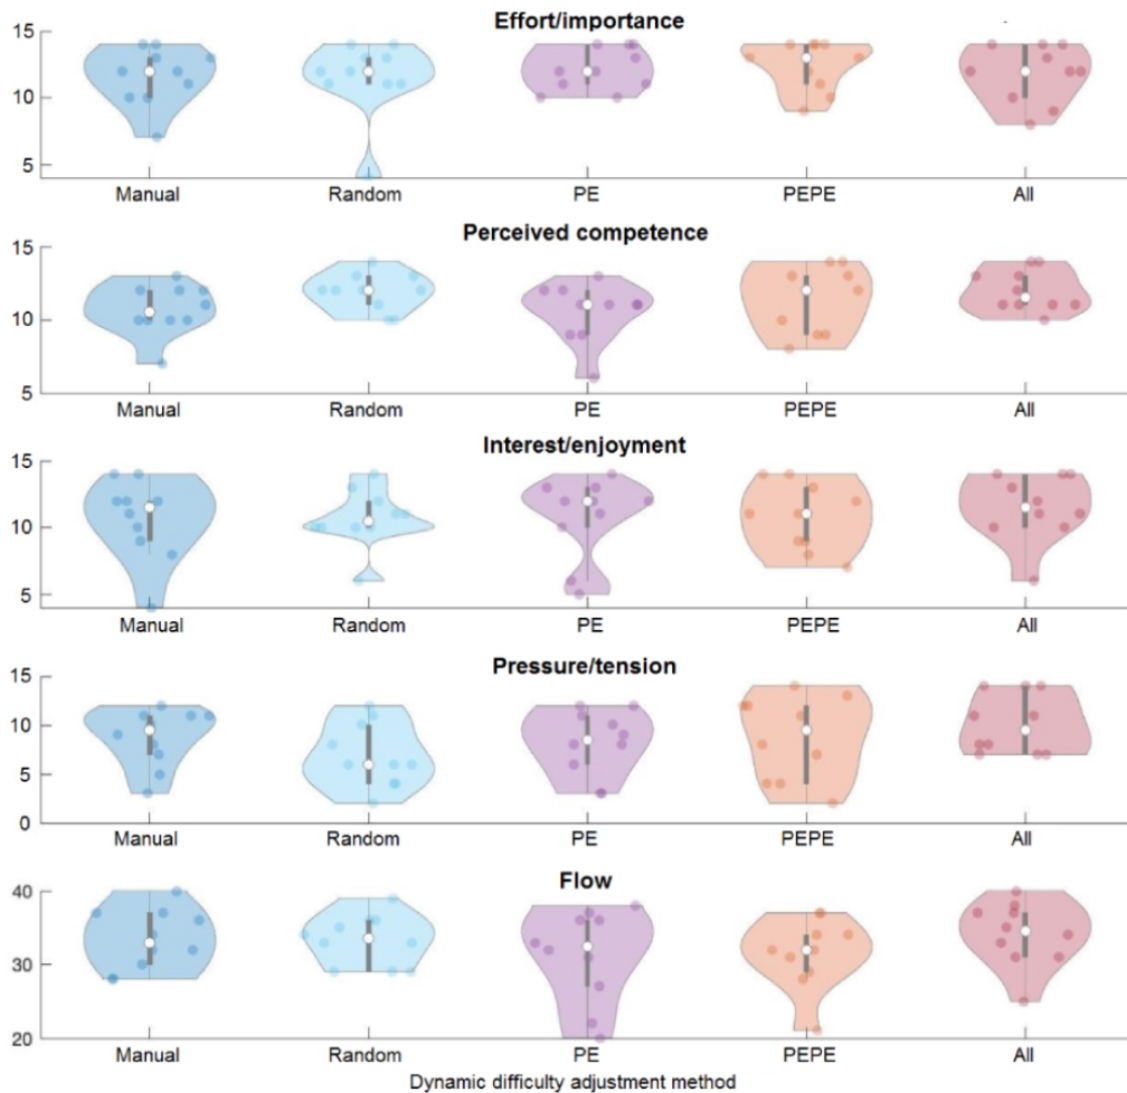 Effort/importance
15
10
5
Manual Random PE PEPE All
Perceived competence
15
10
5
Manual Random PE PEPE All
Interest/enjoyment
15
10
5
Manual Random PE PEPE All
Pressure/tension
15
10
5
0
Manual Random PE PEPE All
Flow
40
30
20
Manual Random PE PEPE All
Dynamic difficulty adjustment method